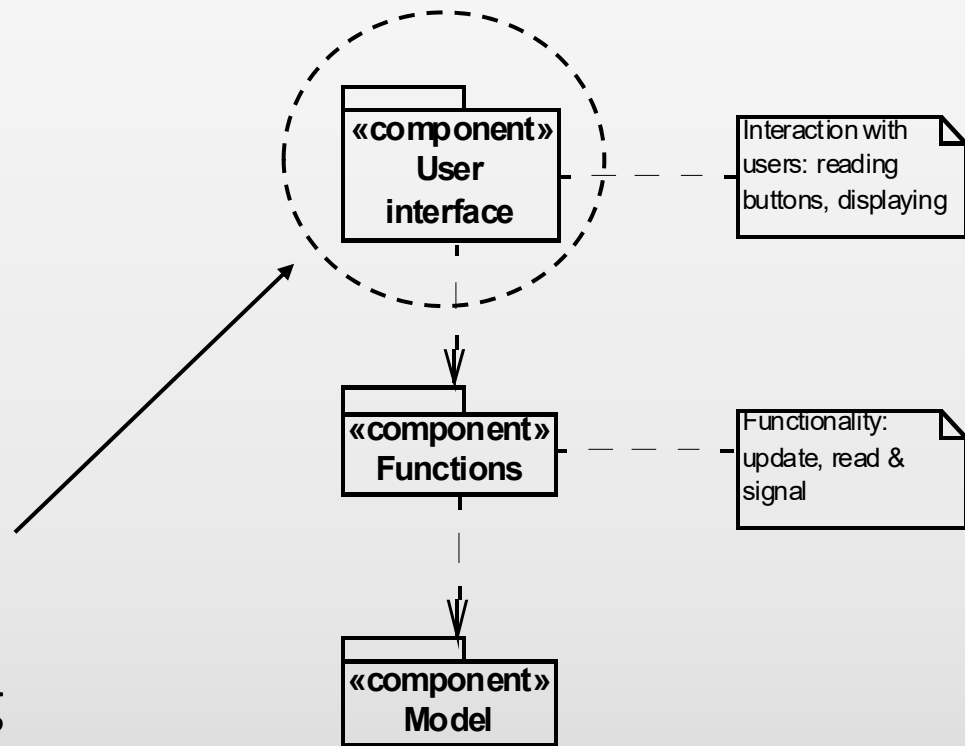 «component»
User
interface
Interaction with
users: reading
buttons, displaying
«component»
Functions
Functionality:
update, read &
signal
«component»
Model